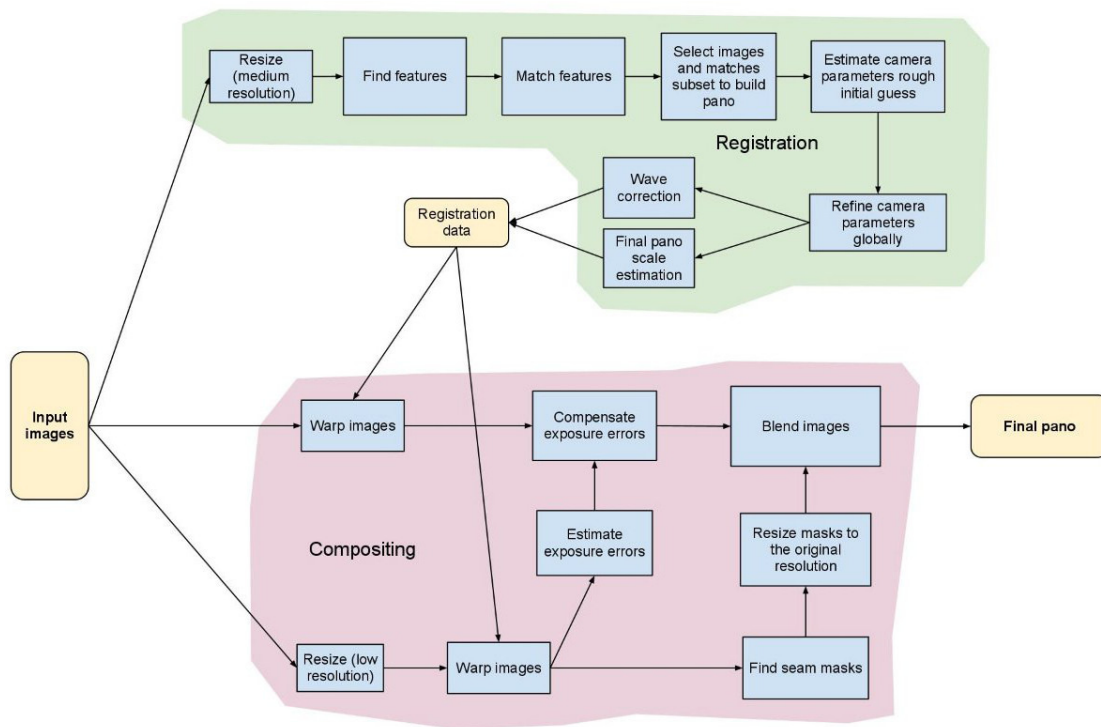 Resize
(medium
resolution)
Find features
Match features
Select images
and matches
subset to build
pano
Estimate camera
parameters rough
initial guess
Registration
Wave
correction
Refine camera
parameters
globally
Registration
data
Final pano
scale
estimation
Input
images
Warp images
Compensate
exposure errors
Blend images
Final pano
Estimate
exposure errors
Resize masks to
the original
resolution
Compositing
Resize (low
resolution)
Warp images
Find seam masks